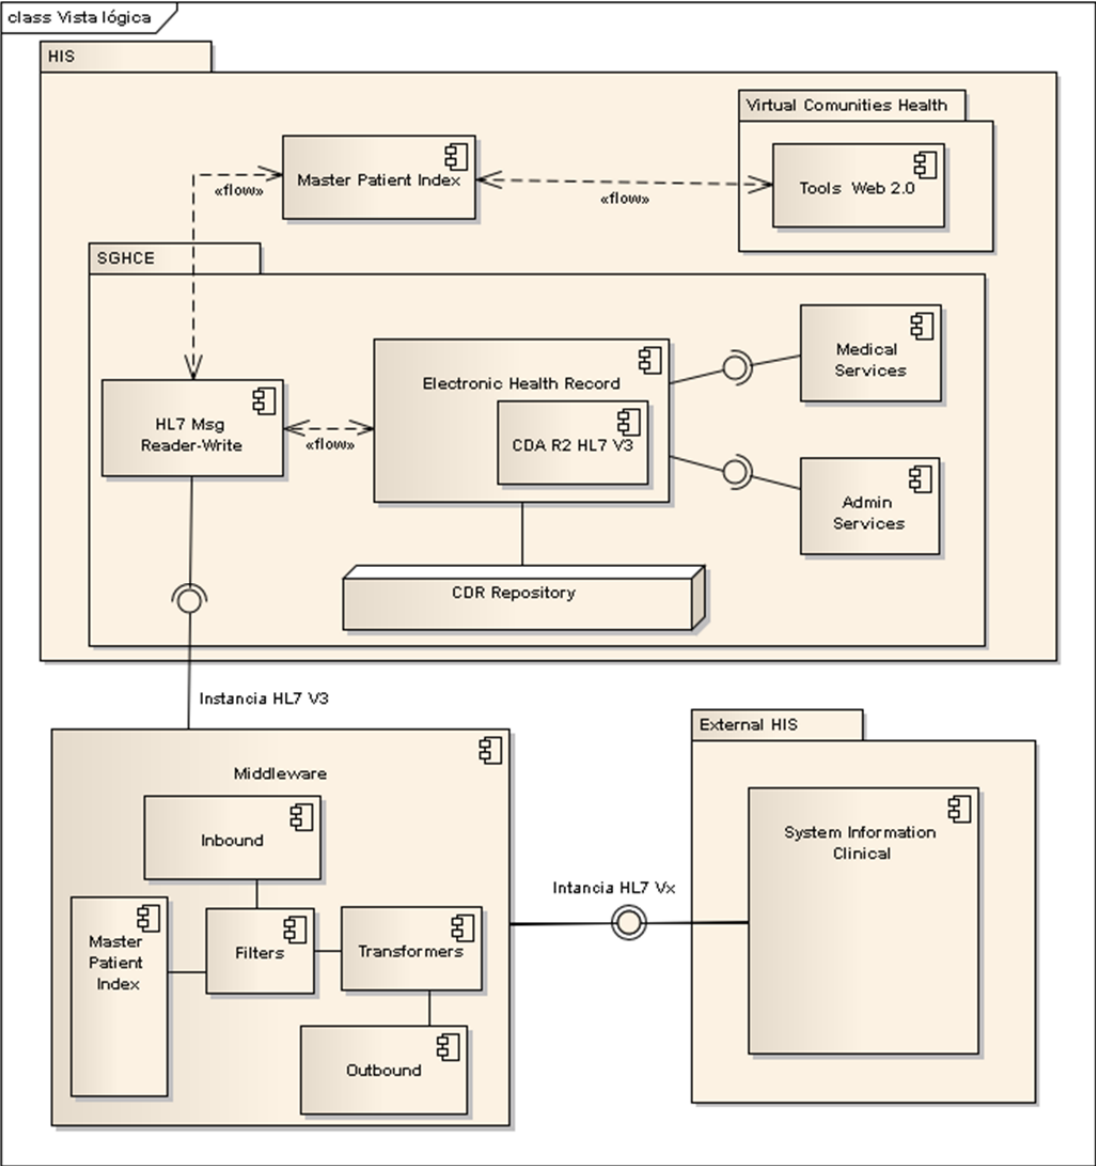 class Vista lógica
HIS
Virtual Comunities Health
Master Patient Index
Tools Web 2.0
«flow»
«flow»
SGHCE
Medical
Services
Electronic Health Record
HL7 Msg
Reader-Write
«flow»
CDA R2 HL7 V3
Admin
Services
CDR Repository
Instancia HL7 V3
External HIS
Middleware
System Information
Clinical
Inbound
Intancia HL7 Vx
Master
Patient
Index
Filters
Transformers
Outbound